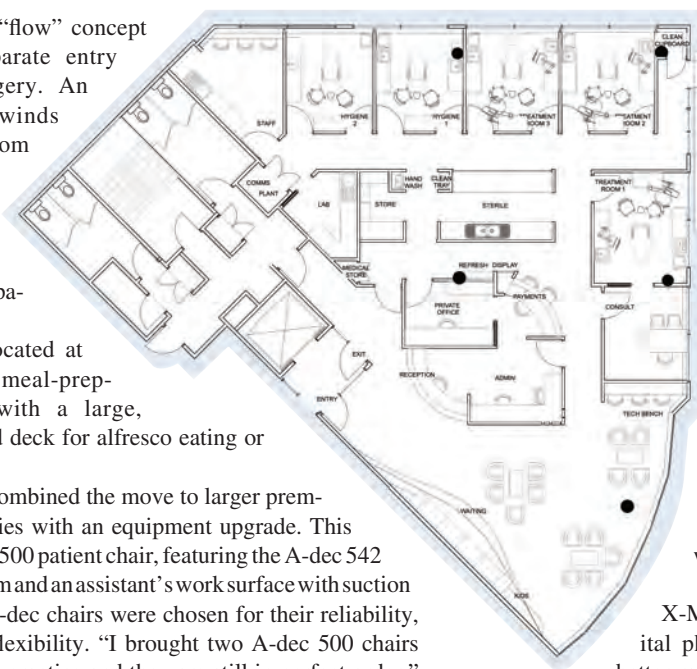 “flow” concept
parate entry
gery. An
winds
om
pa-
ocated at
meal-prep-
with a large,
d deck for alfresco eating or
ombined the move to larger prem-
ies with an equipment upgrade. This
500 patient chair, featuring the A-dec 542
m and an assistant’s work surface with suction
-dec chairs were chosen for their reliability,
flexibility. “I brought two A-dec 500 chairs
X-M
ital pl
CLEAN
CUPBOARD
STAFF
HYGIENE
2
HYGIENE
1
TREATMENT
ROOM 3
TREATMENT
ROOM 2
COMMS
PLANT
LAB
STORE
HAND
WASH
CLEAN
TRAY
STERILE
TREATMENT
ROOM 1
MEDICAL
STORE
REFRESH DISPLAY
PRIVATE
OFFICE
PAYMENTS
CONSULT
EXIT
RECEPTION
ADMIN
ENTRY
TECH BENCH
WAITING
KIDS